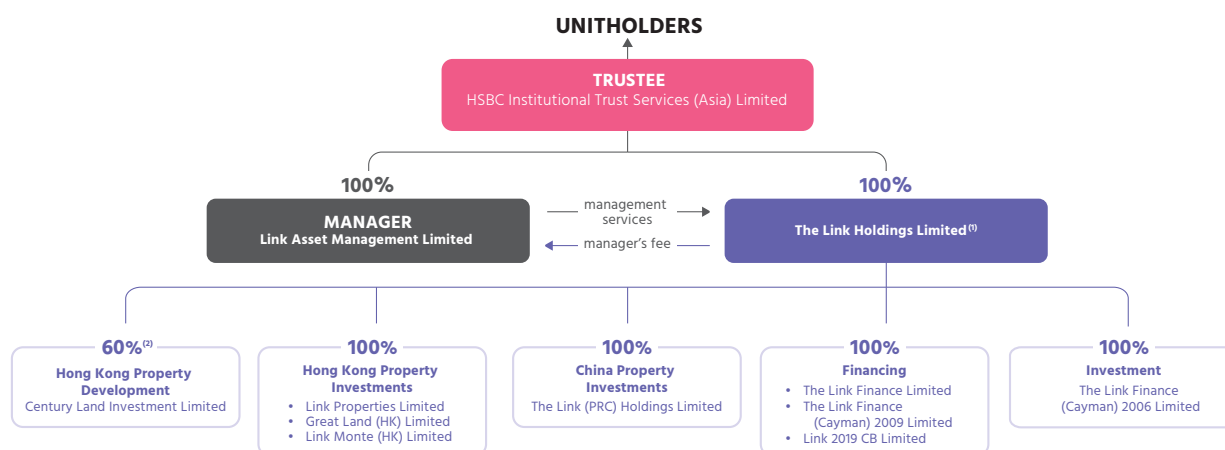 UNITHOLDERS
TRUSTEE
HSBC Institutional Trust Services (Asia) Limited
100%
100%
MANAGER
Link Asset Management Limited
management
services
manager's fee
The Link Holdings Limited(1)
60%(2)
Hong Kong Property
Development
Century Land Investment Limited
100%
Hong Kong Property
Investments
• Link Properties Limited
• Great Land (HK) Limited
• Link Monte (HK) Limited
100%
China Property
Investments
The Link (PRC) Holdings Limited
100%
Financing
• The Link Finance Limited
• The Link Finance
(Cayman) 2009 Limited
• Link 2019 CB Limited
100%
Investment
The Link Finance
(Cayman) 2006 Limited